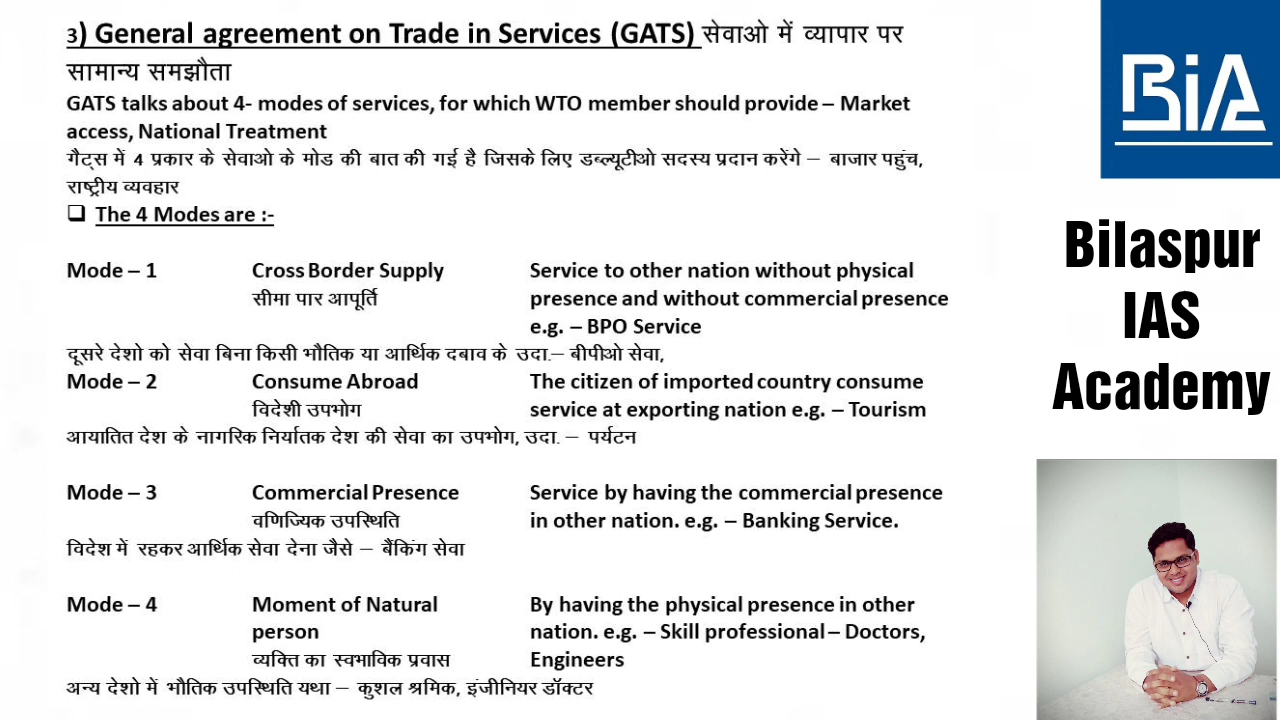 3) General agreement on Trade in Services (GATS) सेवाओ में व्यापार पर
सामान्य समझौता
GATS talks about 4- modes of services, for which WTO member should provide – Market
access, National Treatment
गैट्स में 4 प्रकार के सेवाओ के मोड की बात की गई है जिसके लिए डब्ल्यूटीओ सदस्य प्रदान करेंगे – बाजार पहुंच,
राष्ट्रीय व्यवहार
The 4 Modes are :-
Mode – 1 Cross Border Supply Service to other nation without physical
सीमा पार आपूर्ति presence and without commercial presence
e.g. – BPO Service
दूसरे देशो को सेवा बिना किसी भौतिक या आर्थिक दबाव के उदा.– बीपीओ सेवा,
Mode – 2 Consume Abroad The citizen of imported country consume
विदेशी उपभोग service at exporting nation e.g. – Tourism
आयातित देश के नागरिक निर्यातक देश की सेवा का उपभोग, उदा. – पर्यटन
Mode – 3 Commercial Presence Service by having the commercial presence
वणिज्यिक उपस्थिति in other nation. e.g. – Banking Service.
विदेश में रहकर आर्थिक सेवा देना जैसे – बैंकिंग सेवा
Mode – 4 Moment of Natural By having the physical presence in other
person nation. e.g. – Skill professional – Doctors,
व्यक्ति का स्वभाविक प्रवास Engineers
अन्य देशो में भौतिक उपस्थिति यथा – कुशल श्रमिक, इंजीनियर डॉक्टर
BiA
Bilaspur
IAS
Academy